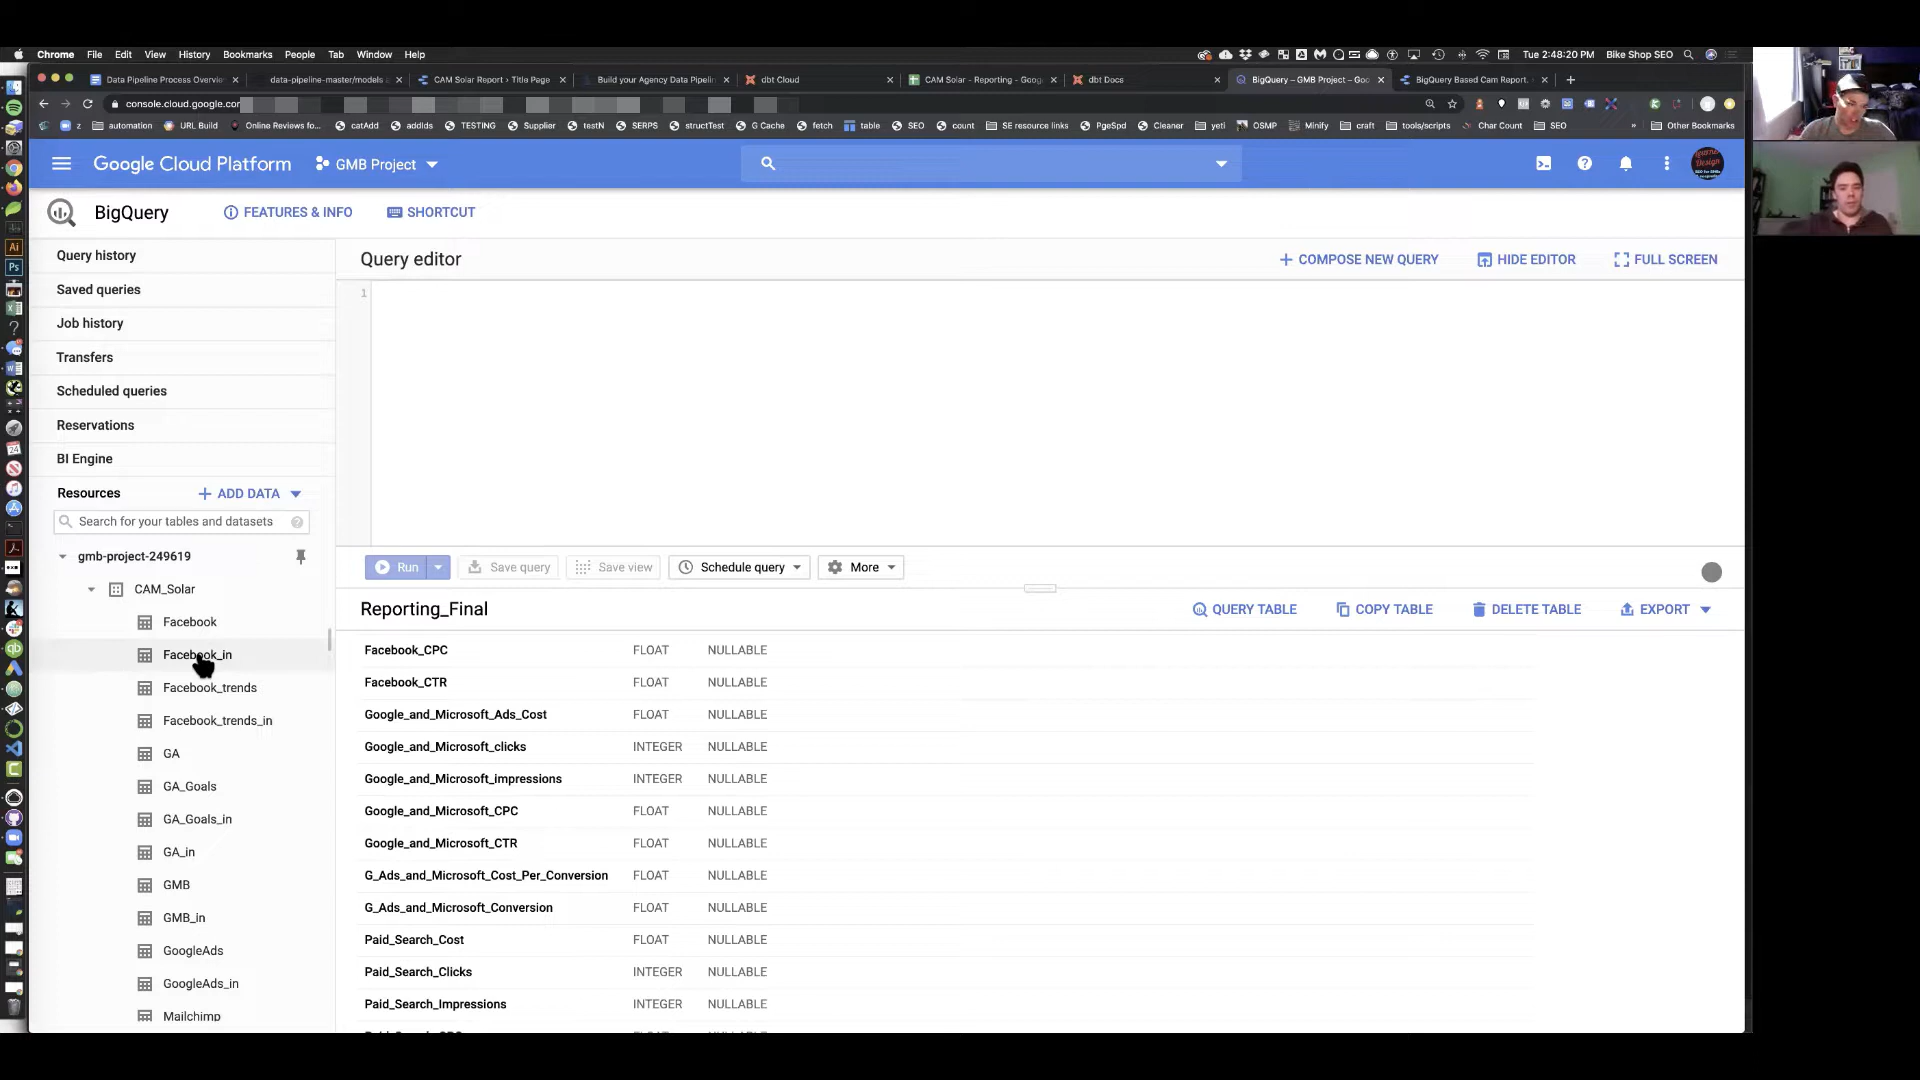 Chrome File Edit View History Bookmarks People Tab Window Help Tue 2:48:20 PM Bike Shop SEO
Data Pipeline Process Overview data-pipeline-master/models CAM Solar Report › Title Page Build your Agency Data Pipeline dbt Cloud CAM Solar - Reporting - Goog dbt Docs BigQuery – GMB Project – Goo BigQuery Based Cam Report.
console.cloud.google.com
z automation URL Build Online Reviews fo... catAdd addIds TESTING Supplier testN SERPS structTest G Cache fetch table SEO count SE resource links PgeSpd Cleaner yeti OSMP Minify craft tools/scripts Char Count SEO » Other Bookmarks
Google Cloud Platform GMB Project
BigQuery FEATURES & INFO SHORTCUT
Query history
Saved queries
Job history
Transfers
Scheduled queries
Reservations
BI Engine
Resources + ADD DATA
Search for your tables and datasets
gmb-project-249619
CAM_Solar
Facebook
Facebook_in
Facebook_trends
Facebook_trends_in
GA
GA_Goals
GA_Goals_in
GA_in
GMB
GMB_in
GoogleAds
GoogleAds_in
Mailchimp
Query editor + COMPOSE NEW QUERY HIDE EDITOR FULL SCREEN
1
Run Save query Save view Schedule query More
Reporting_Final QUERY TABLE COPY TABLE DELETE TABLE EXPORT
Facebook_CPC FLOAT NULLABLE
Facebook_CTR FLOAT NULLABLE
Google_and_Microsoft_Ads_Cost FLOAT NULLABLE
Google_and_Microsoft_clicks INTEGER NULLABLE
Google_and_Microsoft_impressions INTEGER NULLABLE
Google_and_Microsoft_CPC FLOAT NULLABLE
Google_and_Microsoft_CTR FLOAT NULLABLE
G_Ads_and_Microsoft_Cost_Per_Conversion FLOAT NULLABLE
G_Ads_and_Microsoft_Conversion FLOAT NULLABLE
Paid_Search_Cost FLOAT NULLABLE
Paid_Search_Clicks INTEGER NULLABLE
Paid_Search_Impressions INTEGER NULLABLE